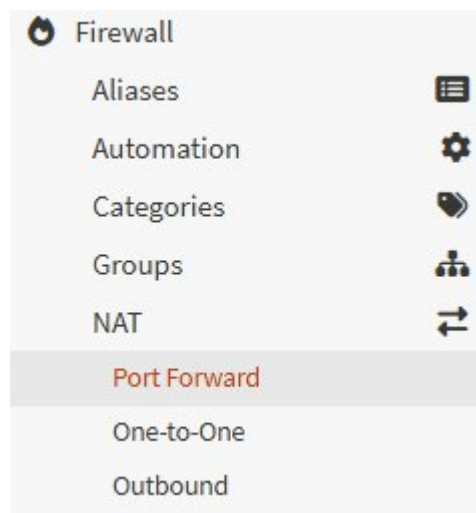 Firewall
Aliases
Automation
Categories
Groups
NAT
Port Forward
One-to-One
Outbound